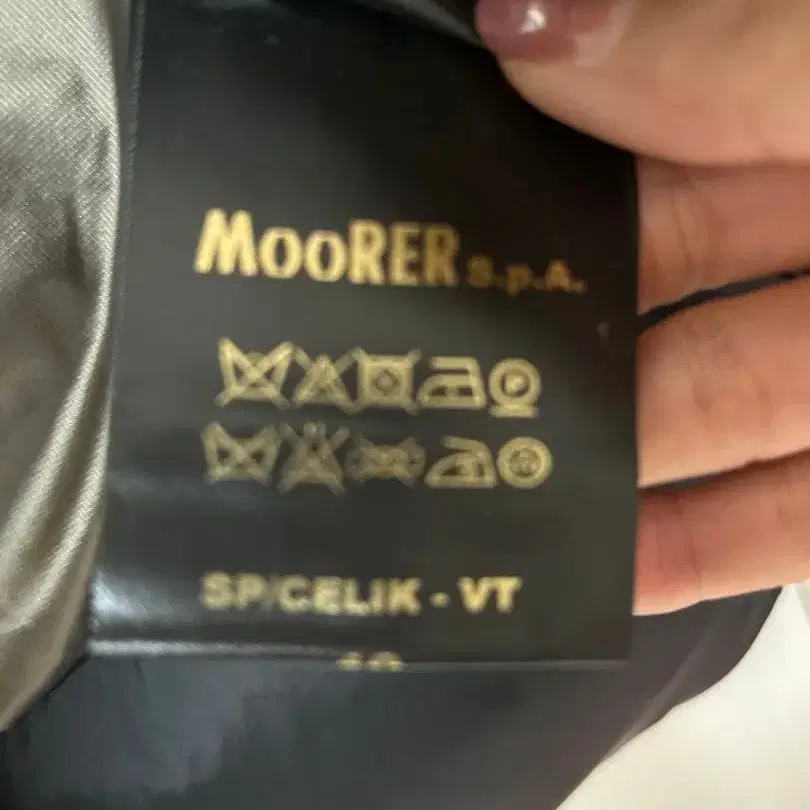 MooRER S.p.A.
P
SP/CELIK - VT